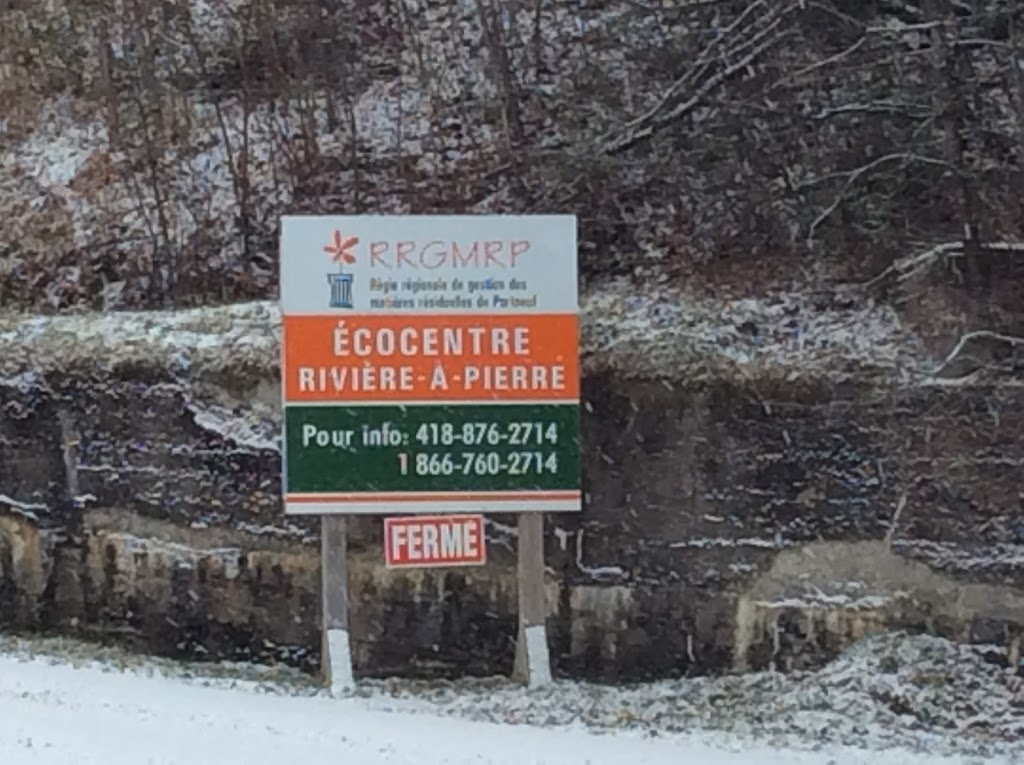 RRGMRP
Régie régionale de gestion des
matières résiduelles de Portneuf
ÉCOCENTRE
RIVIÈRE-À-PIERRE
Pour info: 418-876-2714
1 866-760-2714
FERMÉ